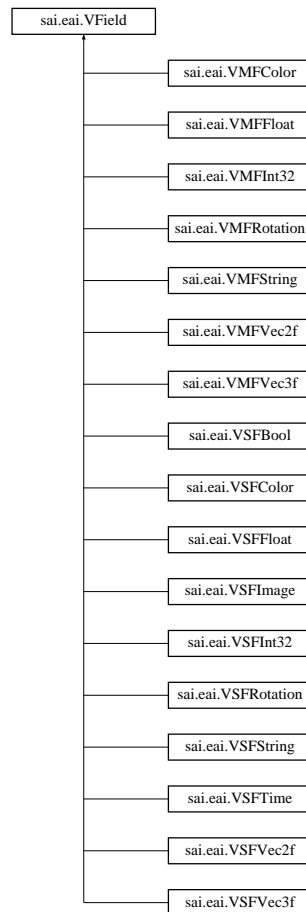 sai.eai.VField
sai.eai.VMFColor
sai.eai.VMFFloat
sai.eai.VMFInt32
sai.eai.VMFRotation
sai.eai.VMFString
sai.eai.VMFVec2f
sai.eai.VMFVec3f
sai.eai.VSFBool
sai.eai.VSFColor
sai.eai.VSFFloat
sai.eai.VSFImage
sai.eai.VSFInt32
sai.eai.VSFRotation
sai.eai.VSFString
sai.eai.VSFTime
sai.eai.VSFVec2f
sai.eai.VSFVec3f